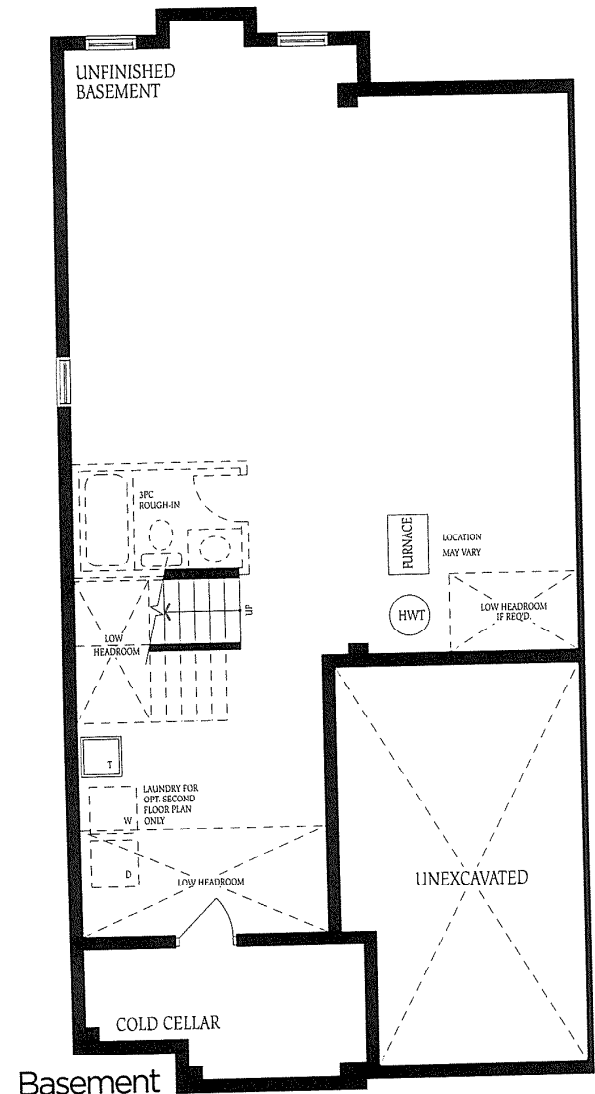 UNFINISHED
BASEMENT
3PC
ROUGH-IN
FURNACE
LOCATION
MAY VARY
HWT
LOW HEADROOM
IF REQ'D.
UP
LOW
HEADROOM
T
LAUNDRY FOR
OPT. SECOND
FLOOR PLAN
ONLY
W
D
LOW HEADROOM
UNEXCAVATED
COLD CELLAR
Basement